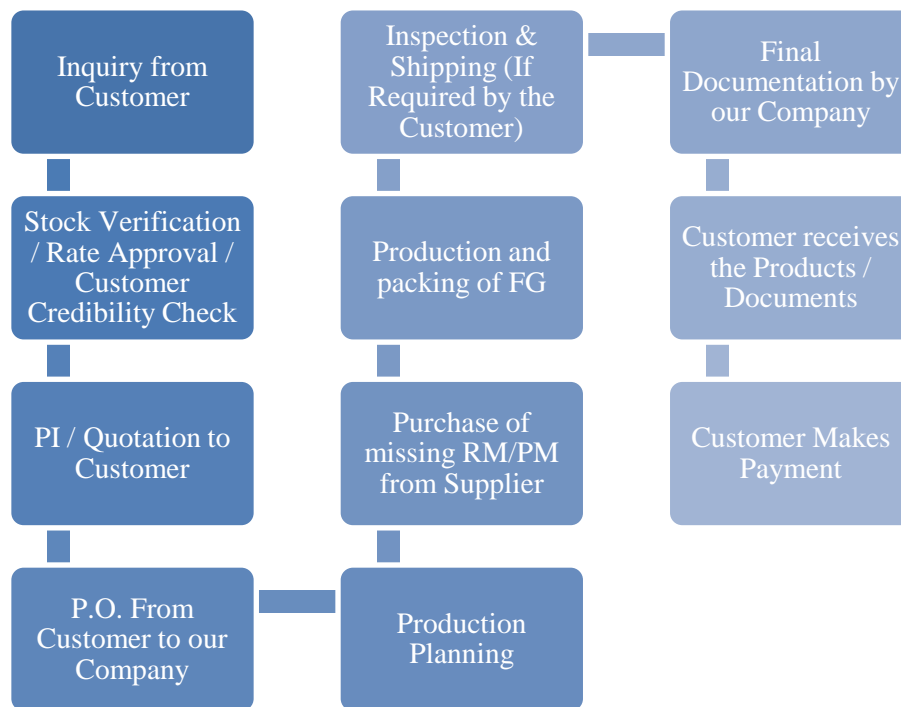 Inquiry from
Customer
Stock Verification
/ Rate Approval /
Customer
Credibility Check
PI / Quotation to
Customer
P.O. From
Customer to our
Company
Production
Planning
Purchase of
missing RM/PM
from Supplier
Production and
packing of FG
Inspection &
Shipping (If
Required by the
Customer)
Final
Documentation by
our Company
Customer receives
the Products /
Documents
Customer Makes
Payment